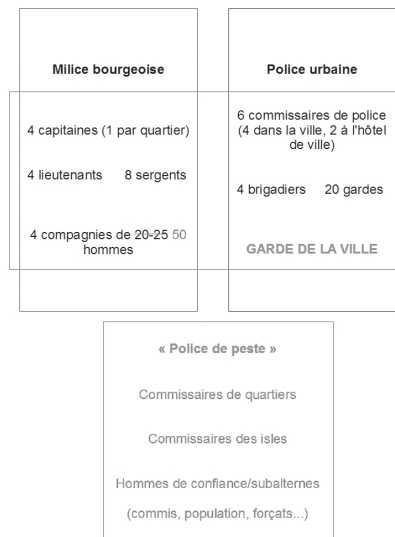 Milice bourgeoise
4 capitaines (1 par quartier)
4 lieutenants 8 sergents
4 compagnies de 20-25 50
hommes
Police urbaine
6 commissaires de police
(4 dans la ville, 2 à l'hôtel
de ville)
4 brigadiers 20 gardes
GARDE DE LA VILLE
« Police de peste »
Commissaires de quartiers
Commissaires des isles
Hommes de confiance/subalternes
(commis, population, forçats...)